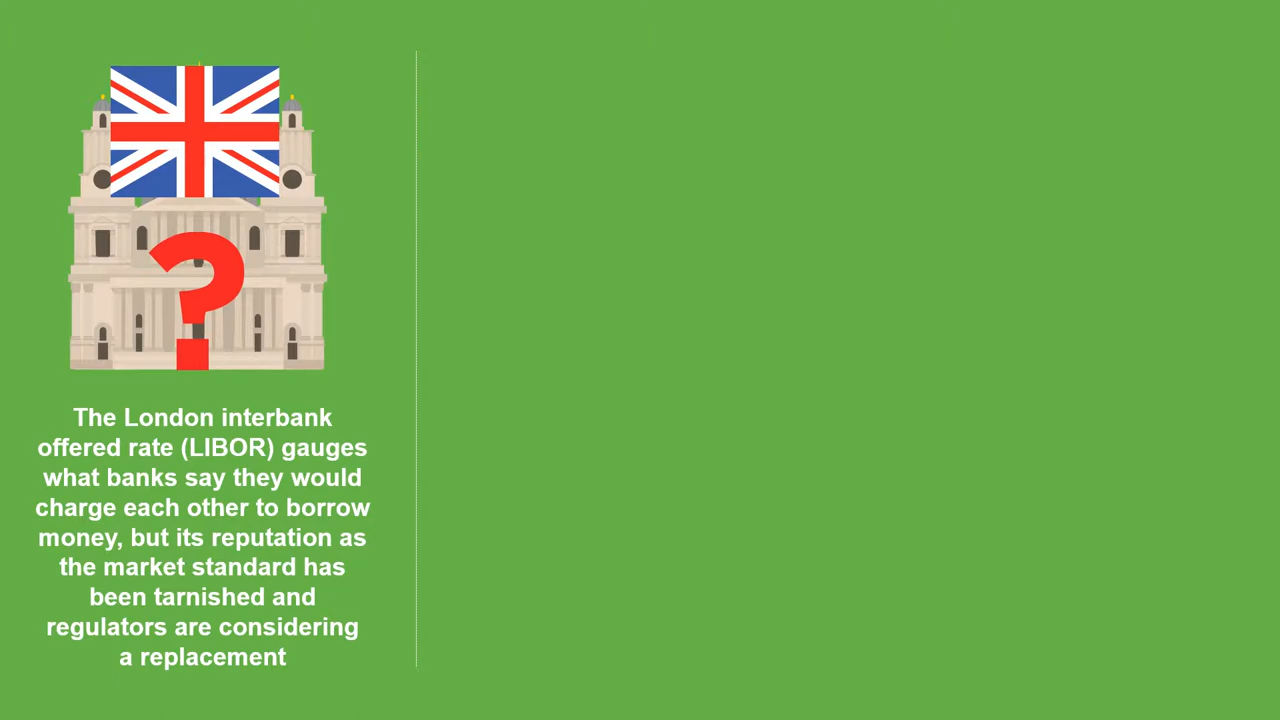 The London interbank
offered rate (LIBOR) gauges
what banks say they would
charge each other to borrow
money, but its reputation as
the market standard has
been tarnished and
regulators are considering
a replacement